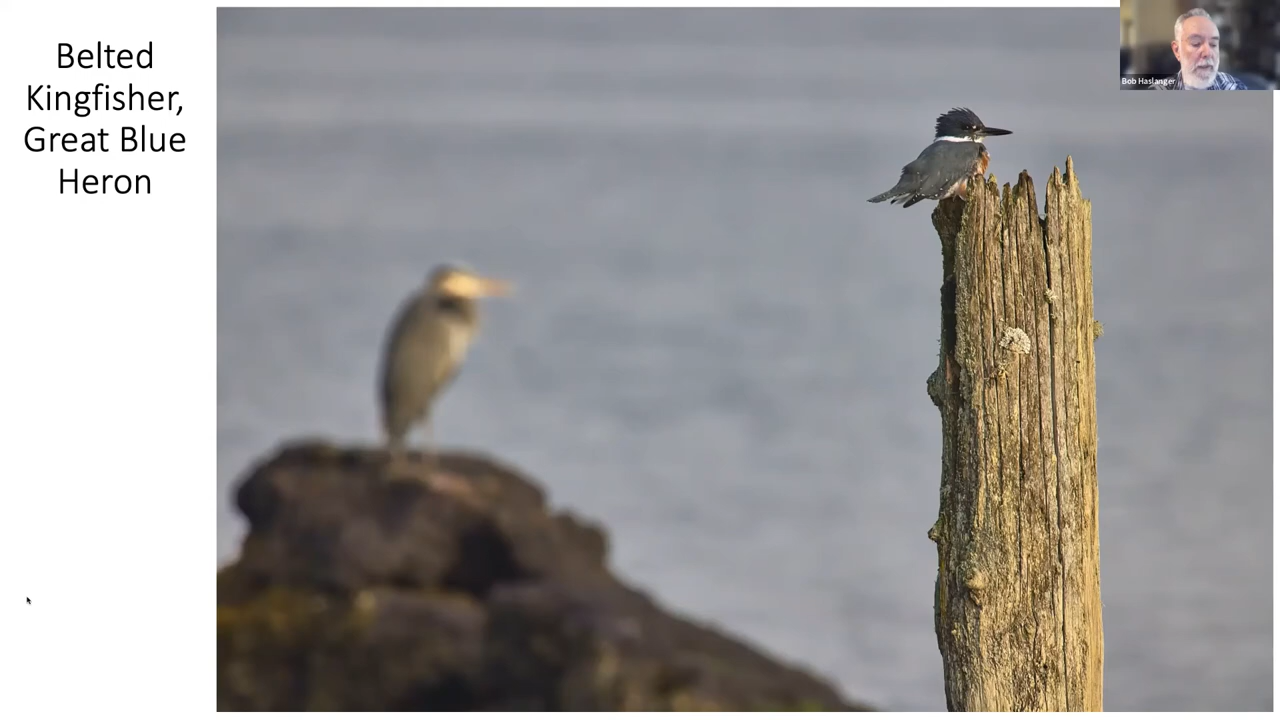 Belted
Kingfisher,
Great Blue
Heron
Bob Haslanger